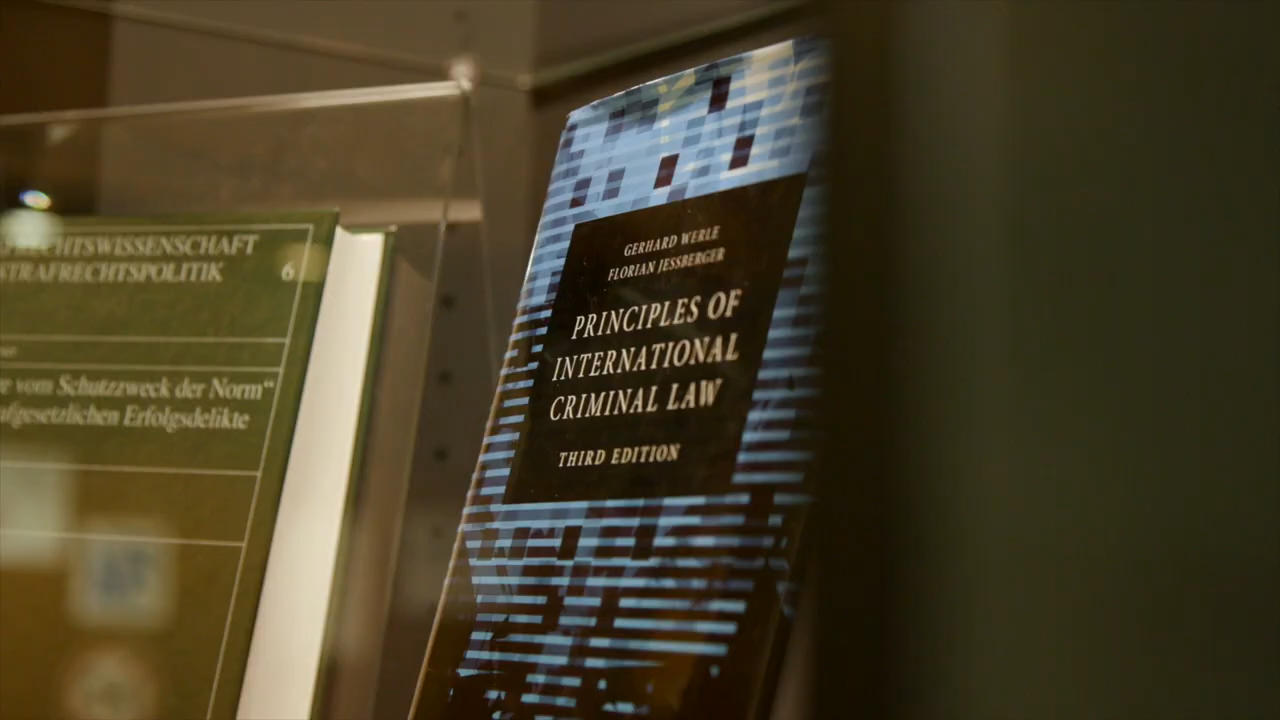 STRAFRECHTSPOLITIK
6
vom Schutzzweck der Norm“
Erfolgsdelikte
GERHARD WERLE
FLORIAN JESSBERGER
PRINCIPLES OF
INTERNATIONAL
CRIMINAL LAW
THIRD EDITION